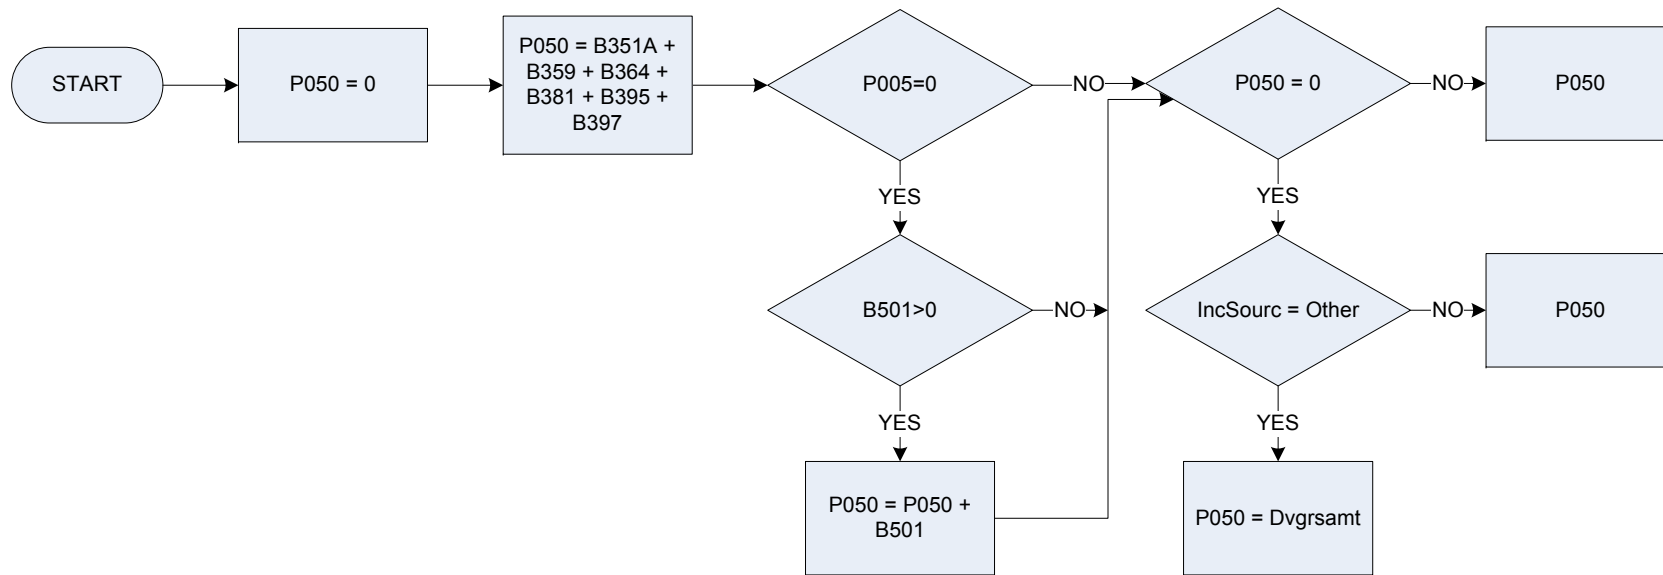 START
P050 = 0
P050 = B351A +
B359 + B364 +
B381 + B395 +
B397
P005=0
NO
P050 = 0
NO
P050
YES
YES
B501>0
NO
IncSourc = Other
NO
P050
YES
YES
P050 = P050 +
B501
P050 = Dvgrsamt